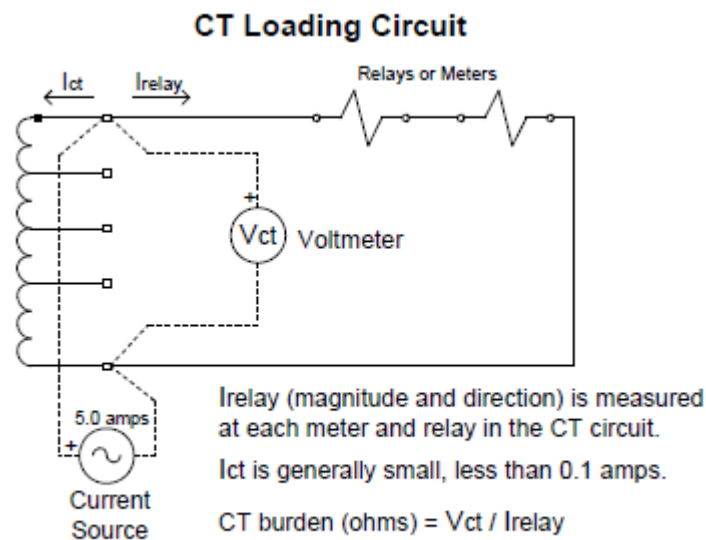 CT Loading Circuit
Ict
Irelay
Relays or Meters
+
Vct
Voltmeter
5.0 amps
+
Current
Source
Irelay (magnitude and direction) is measured
at each meter and relay in the CT circuit.
Ict is generally small, less than 0.1 amps.
CT burden (ohms) = Vct / Irelay